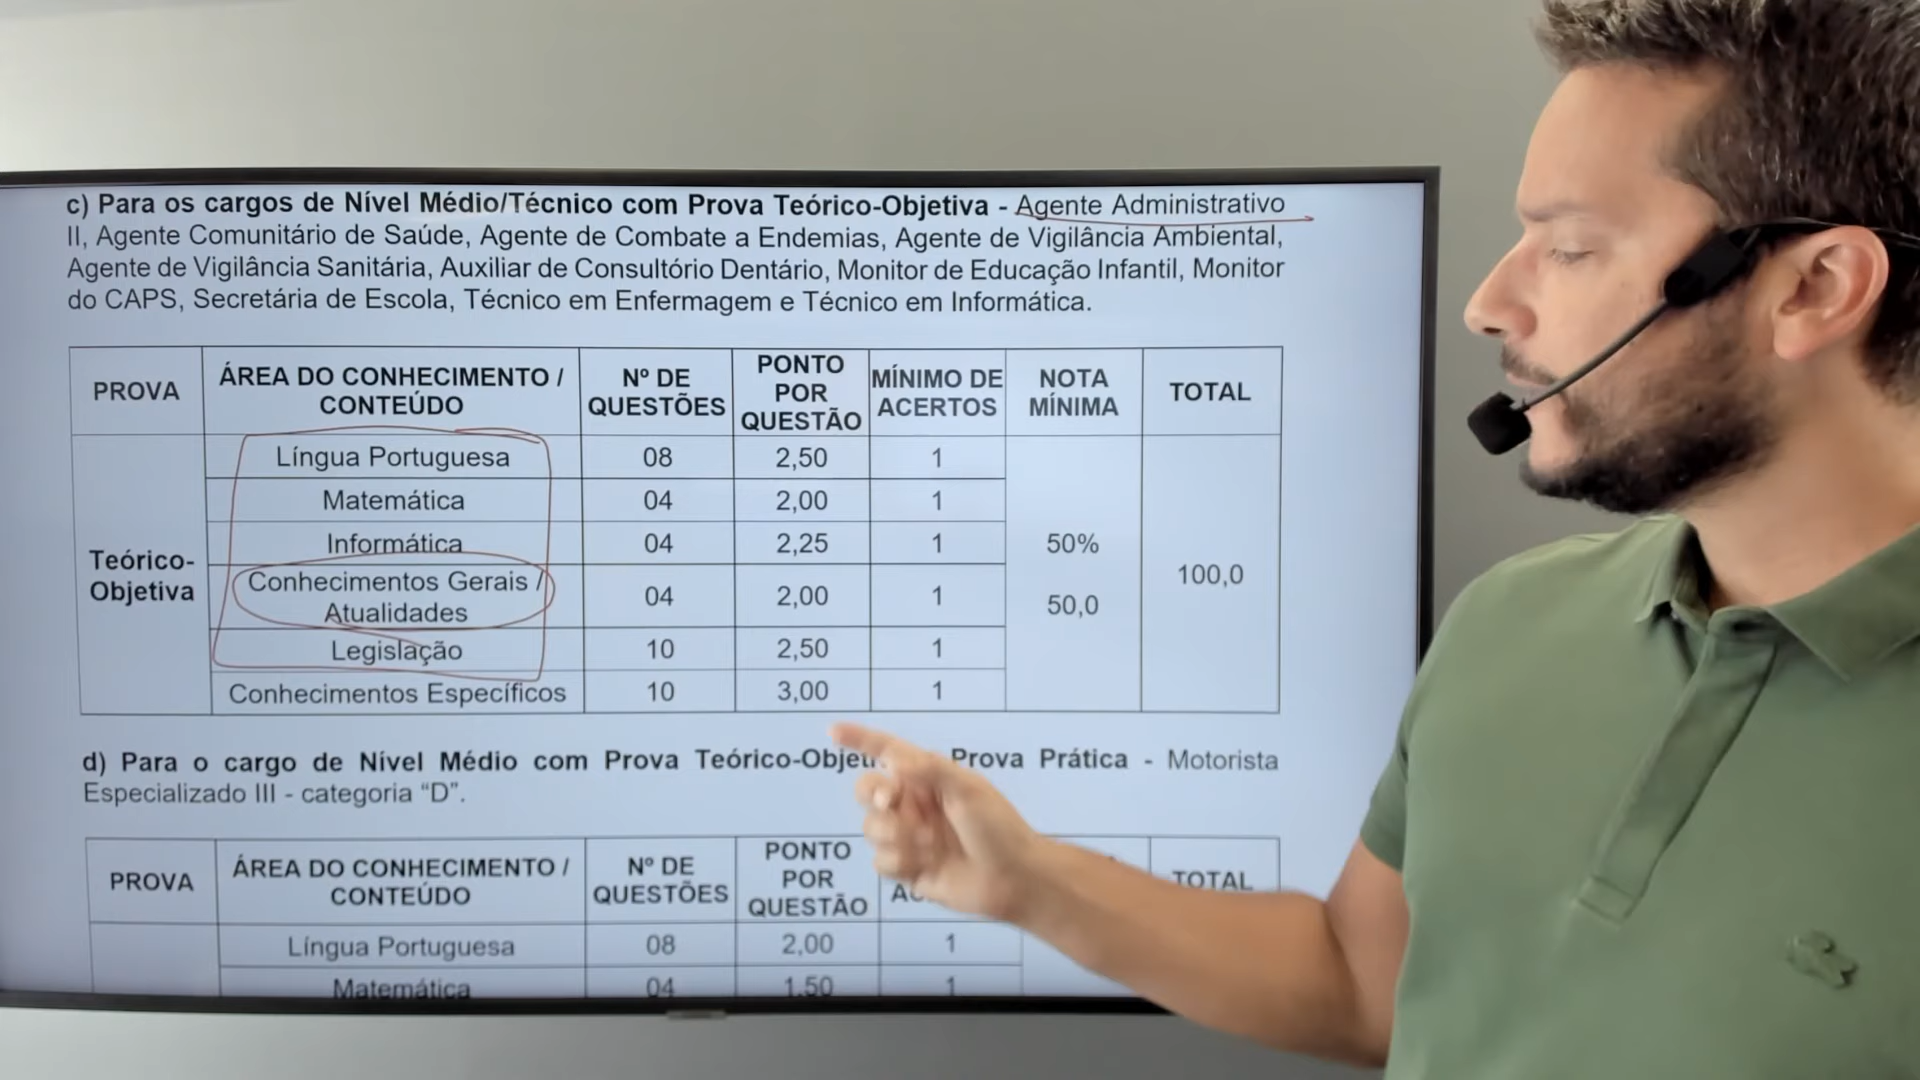 c) Para os cargos de Nível Médio/Técnico com Prova Teórico-Objetiva - Agente Administrativo
II, Agente Comunitário de Saúde, Agente de Combate a Endemias, Agente de Vigilância Ambiental,
Agente de Vigilância Sanitária, Auxiliar de Consultório Dentário, Monitor de Educação Infantil, Monitor
do CAPS, Secretária de Escola, Técnico em Enfermagem e Técnico em Informática.
PROVA ÁREA DO CONHECIMENTO / CONTEÚDO Nº DE QUESTÕES PONTO POR QUESTÃO MÍNIMO DE ACERTOS NOTA MÍNIMA TOTAL
Teórico-Objetiva
Língua Portuguesa 08 2,50 1
Matemática 04 2,00 1
Informática 04 2,25 1
Conhecimentos Gerais / Atualidades 04 2,00 1
Legislação 10 2,50 1
Conhecimentos Específicos 10 3,00 1
50%
50,0
100,0
d) Para o cargo de Nível Médio com Prova Prova Prática - Motorista
Especializado III - categoria “D”.
PROVA ÁREA DO CONHECIMENTO / CONTEÚDO Nº DE QUESTÕES PONTO POR QUESTÃO TOTAL
Língua Portuguesa 08 2,00 1
Matemática 04 1,50 1